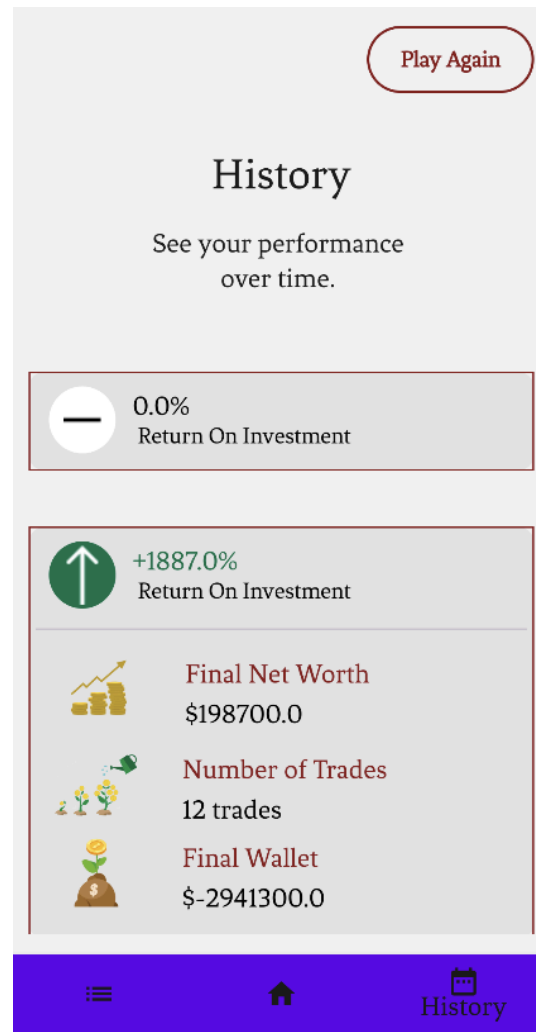 Play Again
History
See your performance
over time.
0.0%
Return On Investment
+1887.0%
Return On Investment
Final Net Worth
$198700.0
Number of Trades
12 trades
Final Wallet
$-2941300.0
History